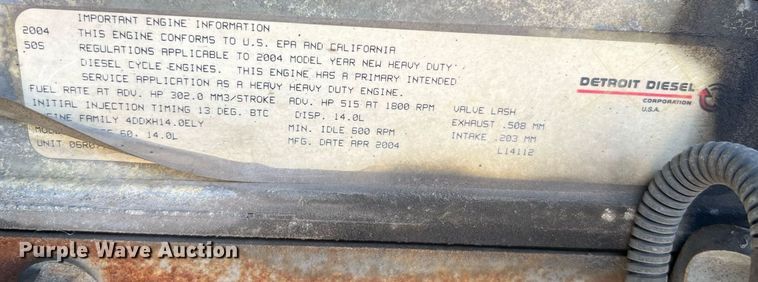 IMPORTANT ENGINE INFORMATION
2004 THIS ENGINE CONFORMS TO U.S. EPA AND CALIFORNIA
50S REGULATIONS APPLICABLE TO 2004 MODEL YEAR NEW HEAVY DUTY
DIESEL CYCLE ENGINES. THIS ENGINE HAS A PRIMARY INTENDED
SERVICE APPLICATION AS A HEAVY HEAVY DUTY ENGINE.
FUEL RATE AT ADV. HP 302.0 MM3/STROKE ADV. HP 515 AT 1800 RPM VALVE LASH
INITIAL INJECTION TIMING 13 DEG. BTC DISP. 14.0L EXHAUST .508 MM
FAMILY 4DDXH14.0ELY MIN. IDLE 600 RPM INTAKE .203 MM
60. 14.0L MFG. DATE APR 2004 L14112
UNIT
DETROIT DIESEL
CORPORATION
U.S.A.
Purple Wave Auction